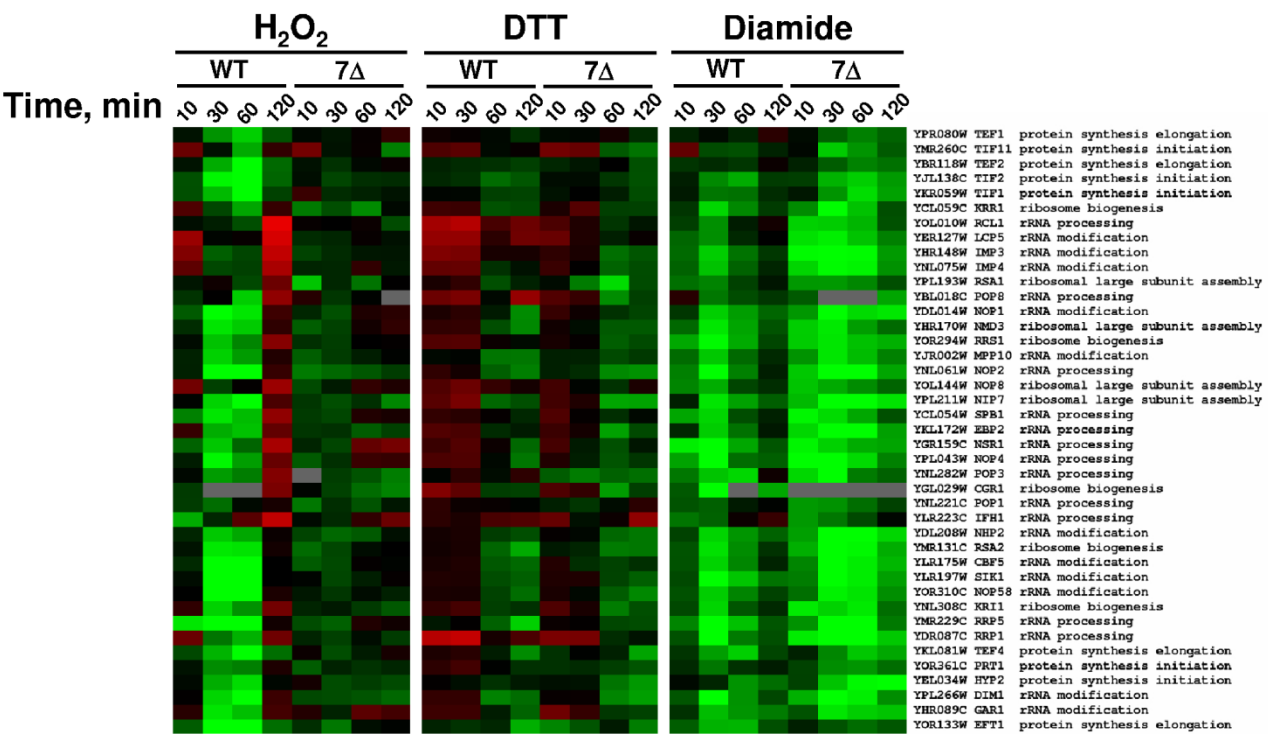 H₂O₂ DTT Diamide
WT 7Δ WT 7Δ WT 7Δ
Time, min 10 30 60 120 10 30 60 120 10 30 60 120 10 30 60 120 10 30 60 120 10 30 60 120
YPR080W TEF1 protein synthesis elongation
YMR260C TIF11 protein synthesis initiation
YBR118W TEF2 protein synthesis elongation
YJL138C TIF2 protein synthesis initiation
YKR059W TIF1 protein synthesis initiation
YCL059C KRR1 ribosome biogenesis
YOL010W RCL1 rRNA processing
YER127W LCP5 rRNA modification
YHR148W IMP3 rRNA modification
YNL075W IMP4 rRNA modification
YPL193W RSA1 ribosomal large subunit assembly
YBL018C POP8 rRNA processing
YDL014W NOP1 rRNA modification
YHR170W NMD3 ribosomal large subunit assembly
YOR294W RRS1 ribosome biogenesis
YJR002W MPP10 rRNA modification
YNL061W NOP2 rRNA processing
YOL144W NOP8 ribosomal large subunit assembly
YPL211W NIP7 ribosomal large subunit assembly
YCL054W SPB1 rRNA processing
YKL172W EBP2 rRNA processing
YGR159C NSR1 rRNA processing
YPL043W NOP4 rRNA processing
YNL282W POP3 rRNA processing
YGL029W CGR1 ribosome biogenesis
YNL221C POP1 rRNA processing
YLR223C IFH1 rRNA processing
YDL208W NHP2 rRNA modification
YMR131C RSA2 ribosome biogenesis
YLR175W CBF5 rRNA modification
YLR197W SIK1 rRNA modification
YOR310C NOP58 rRNA modification
YNL308C KRI1 ribosome biogenesis
YMR229C RRP5 rRNA processing
YDR087C RRP1 rRNA processing
YKL081W TEF4 protein synthesis elongation
YOR361C PRT1 protein synthesis initiation
YEL034W HYP2 protein synthesis initiation
YPL266W DIM1 rRNA modification
YHR089C GAR1 rRNA modification
YOR133W EFT1 protein synthesis elongation